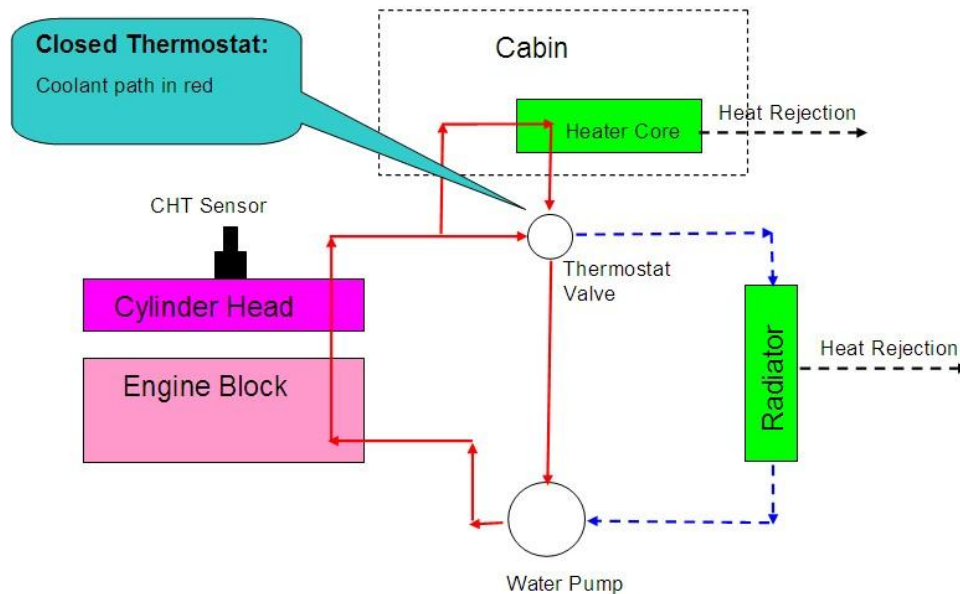 Closed Thermostat:
Coolant path in red
Cabin
Heater Core
Heat Rejection
CHT Sensor
Thermostat
Valve
Cylinder Head
Engine Block
Radiator
Heat Rejection
Water Pump